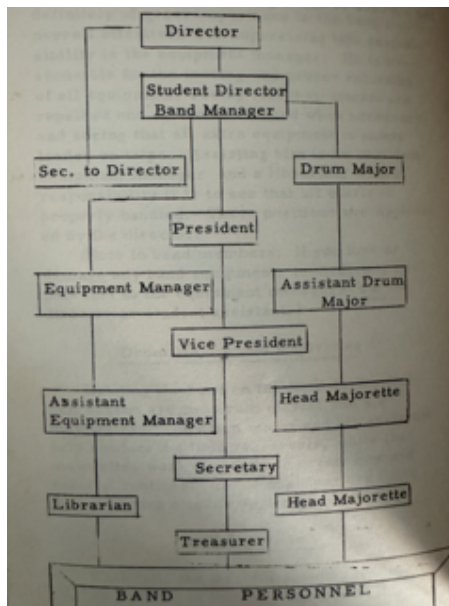 Director
Student Director
Band Manager
Sec. to Director
Drum Major
President
Equipment Manager
Assistant Drum
Major
Vice President
Assistant
Equipment Manager
Head Majorette
Secretary
Librarian
Head Majorette
Treasurer
BAND PERSONNEL